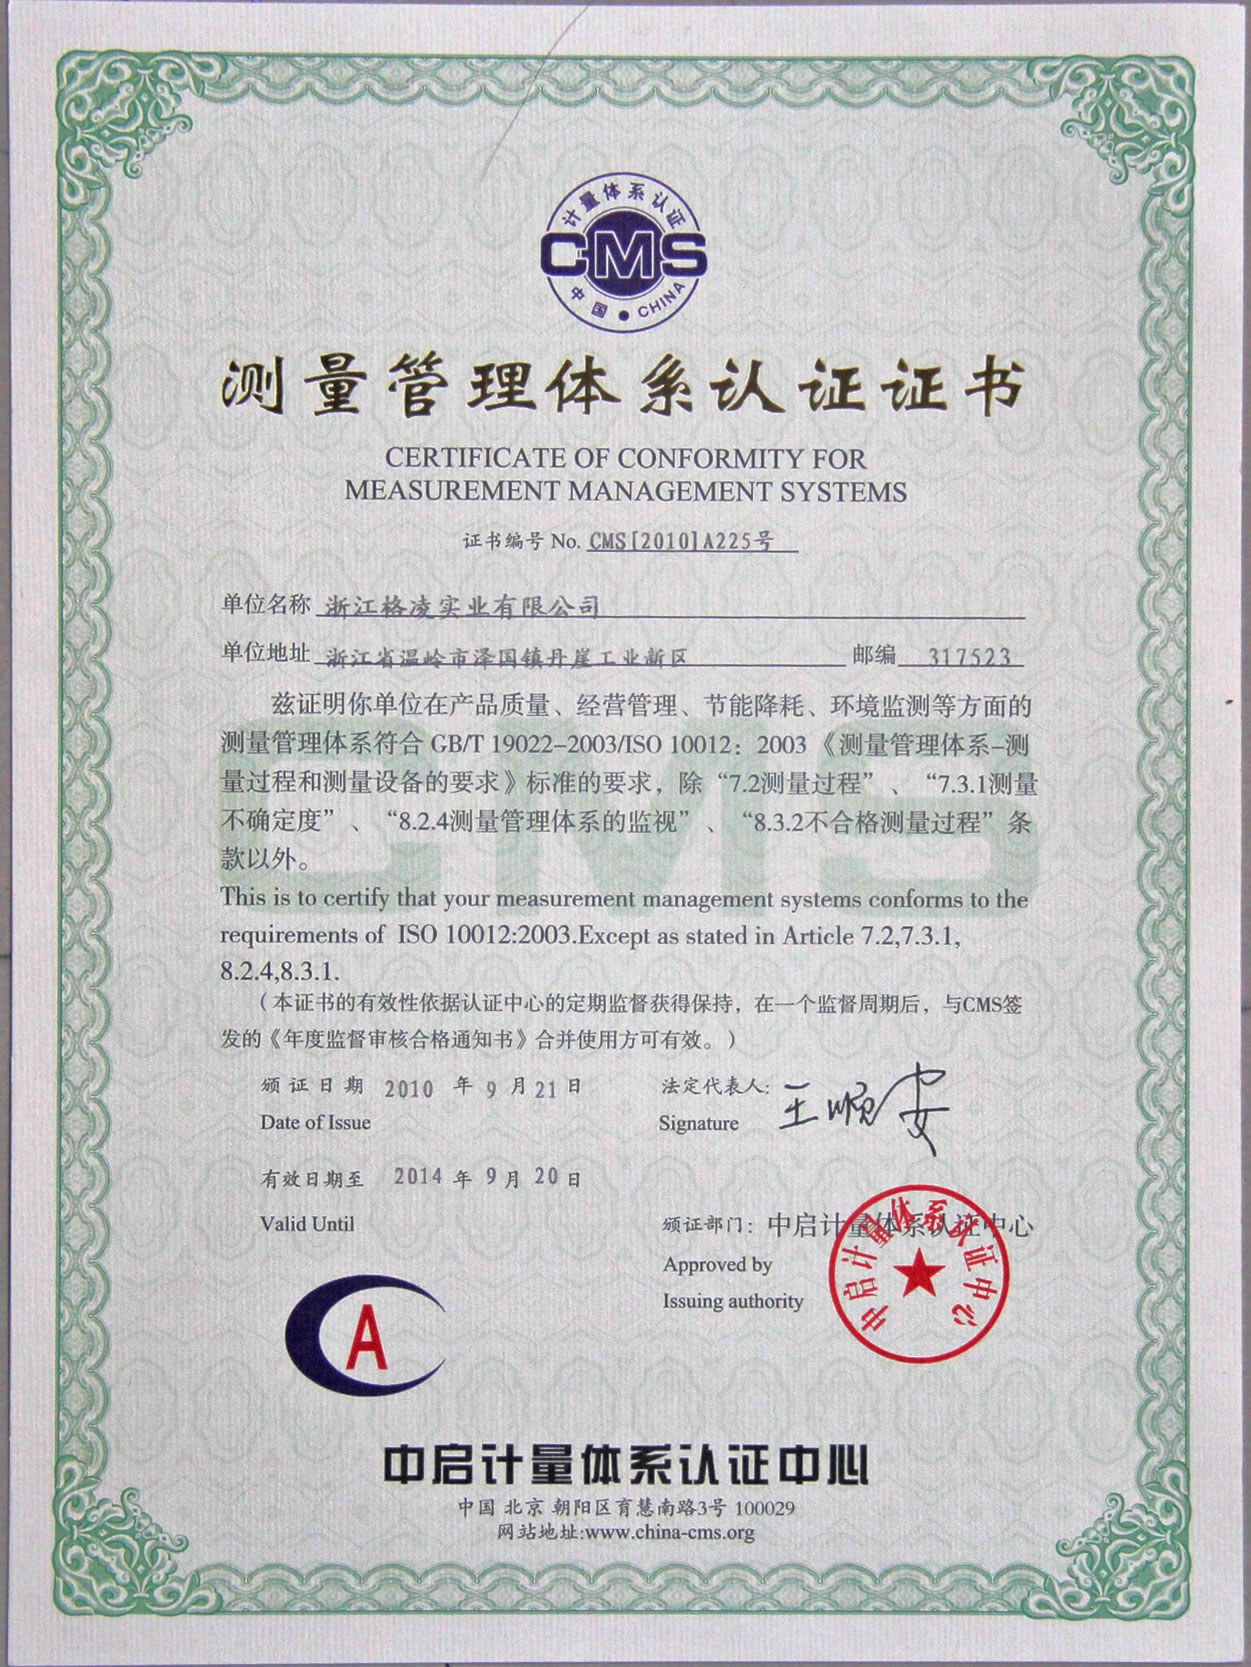 计量体系认证
CMS
中国 ● CHINA
测量管理体系认证证书
CERTIFICATE OF CONFORMITY FOR
MEASUREMENT MANAGEMENT SYSTEMS
证书编号 No. CMS[2010]A225号
单位名称 浙江格凌实业有限公司
单位地址 浙江省温岭市泽国镇丹崖工业新区 邮编 317523
兹证明你单位在产品质量、经营管理、节能降耗、环境监测等方面的
测量管理体系符合 GB/T 19022-2003/ISO 10012：2003《测量管理体系-测
量过程和测量设备的要求》标准的要求，除“7.2测量过程”、“7.3.1测量
不确定度”、“8.2.4测量管理体系的监视”、“8.3.2不合格测量过程”条
款以外。
This is to certify that your measurement management systems conforms to the
requirements of ISO 10012:2003.Except as stated in Article 7.2,7.3.1,
8.2.4,8.3.1.
（本证书的有效性依据认证中心的定期监督获得保持，在一个监督周期后，与CMS签
发的《年度监督审核合格通知书》合并使用方可有效。）
颁证日期 2010 年 9 月 21 日 法定代表人: 王顺安
Date of Issue Signature
有效日期至 2014 年 9 月 20 日
Valid Until 颁证部门：中启计量体系认证中心
Approved by
Issuing authority
中启计量体系认证中心
CA
中启计量体系认证中心
中国 北京 朝阳区育慧南路3号 100029
网站地址:www.china-cms.org